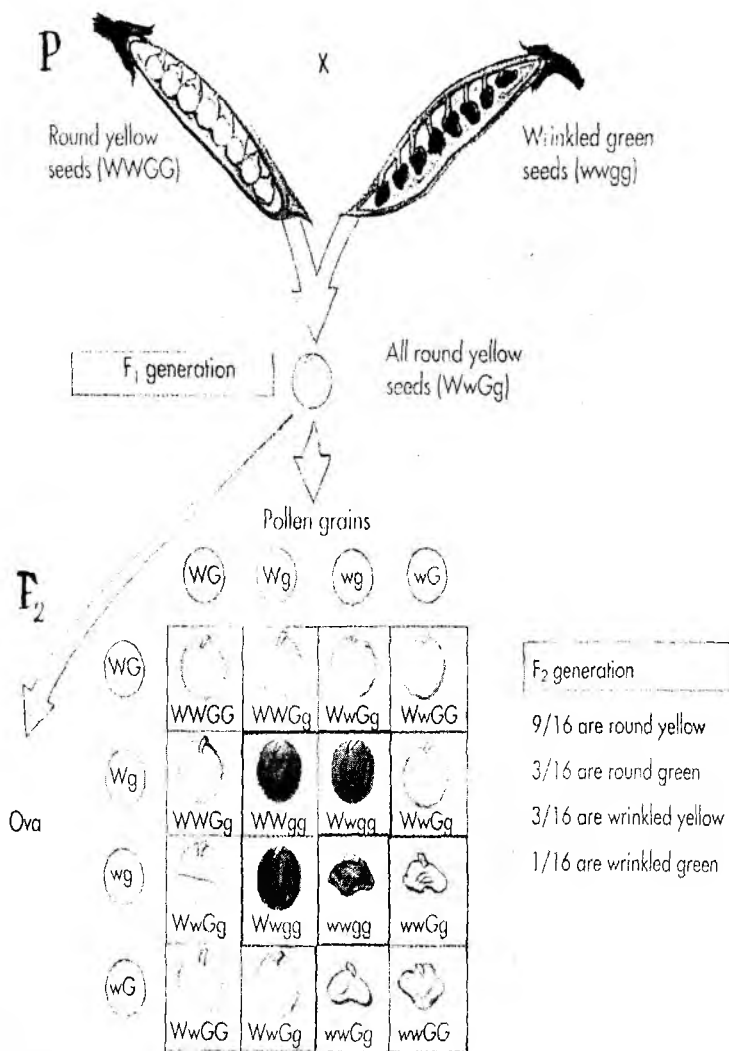 P
X
Round yellow
seeds (WWGG)
Wrinkled green
seeds (wwgg)
F₁ generation
All round yellow
seeds (WwGg)
Pollen grains
F₂
WG Wg wg wG
WG
WWGG WWGg WwGg WwGG
Wg
WWGg WWgg Wwgg WwGg
Ova
wg
WwGg Wwgg wwgg wwGg
wG
WwGG WwGg wwGg wwGG
F₂ generation
9/16 are round yellow
3/16 are round green
3/16 are wrinkled yellow
1/16 are wrinkled green